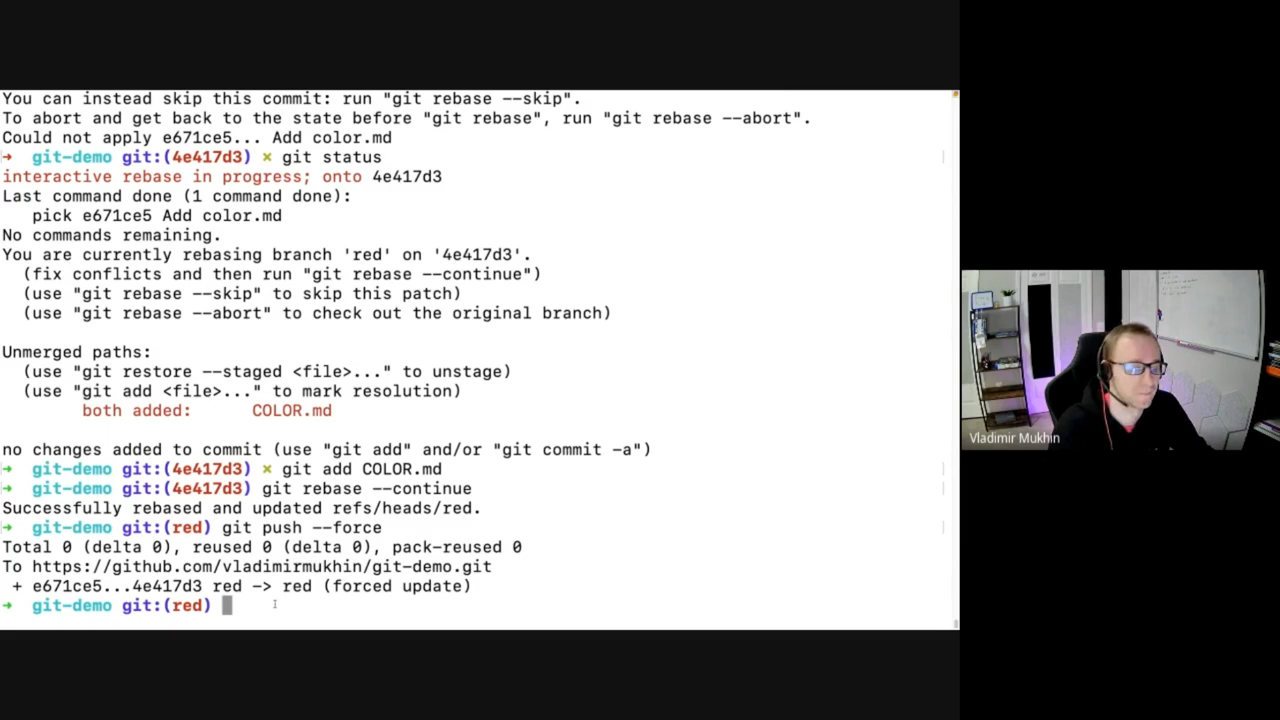 You can instead skip this commit: run "git rebase --skip".
To abort and get back to the state before "git rebase", run "git rebase --abort".
Could not apply e671ce5... Add color.md
→ git-demo git:(4e417d3) × git status
interactive rebase in progress; onto 4e417d3
Last command done (1 command done):
pick e671ce5 Add color.md
No commands remaining.
You are currently rebasing branch 'red' on '4e417d3'.
(fix conflicts and then run "git rebase --continue")
(use "git rebase --skip" to skip this patch)
(use "git rebase --abort" to check out the original branch)
Unmerged paths:
(use "git restore --staged <file>..." to unstage)
(use "git add <file>..." to mark resolution)
both added: COLOR.md
no changes added to commit (use "git add" and/or "git commit -a")
→ git-demo git:(4e417d3) × git add COLOR.md
→ git-demo git:(4e417d3) git rebase --continue
Successfully rebased and updated refs/heads/red.
→ git-demo git:(red) git push --force
Total 0 (delta 0), reused 0 (delta 0), pack-reused 0
To https://github.com/vladimirmukhin/git-demo.git
+ e671ce5...4e417d3 red -> red (forced update)
→ git-demo git:(red)
Vladimir Mukhin